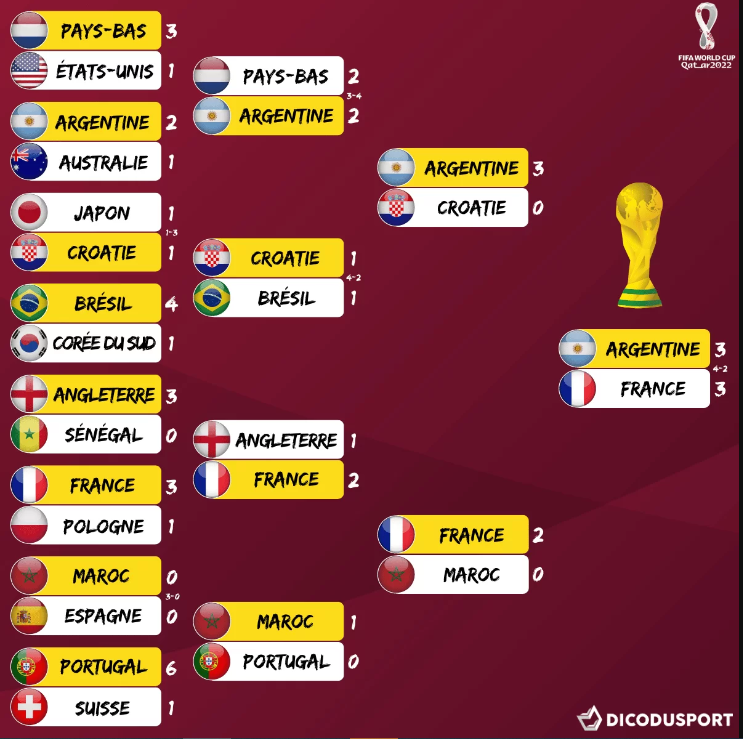 PAYS-BAS 3
ÉTATS-UNIS 1
ARGENTINE 2
AUSTRALIE 1
JAPON 1
1-3
CROATIE 1
BRÉSIL 4
CORÉE DU SUD 1
ANGLETERRE 3
SÉNÉGAL 0
FRANCE 3
POLOGNE 1
MAROC 0
3-0
ESPAGNE 0
PORTUGAL 6
SUISSE 1
PAYS-BAS 2
3-4
ARGENTINE 2
CROATIE 1
4-2
BRÉSIL 1
ANGLETERRE 1
FRANCE 2
MAROC 1
PORTUGAL 0
ARGENTINE 3
CROATIE 0
FRANCE 2
MAROC 0
FIFA WORLD CUP
Qatar2022
ARGENTINE 3
4-2
FRANCE 3
DICODUSPORT